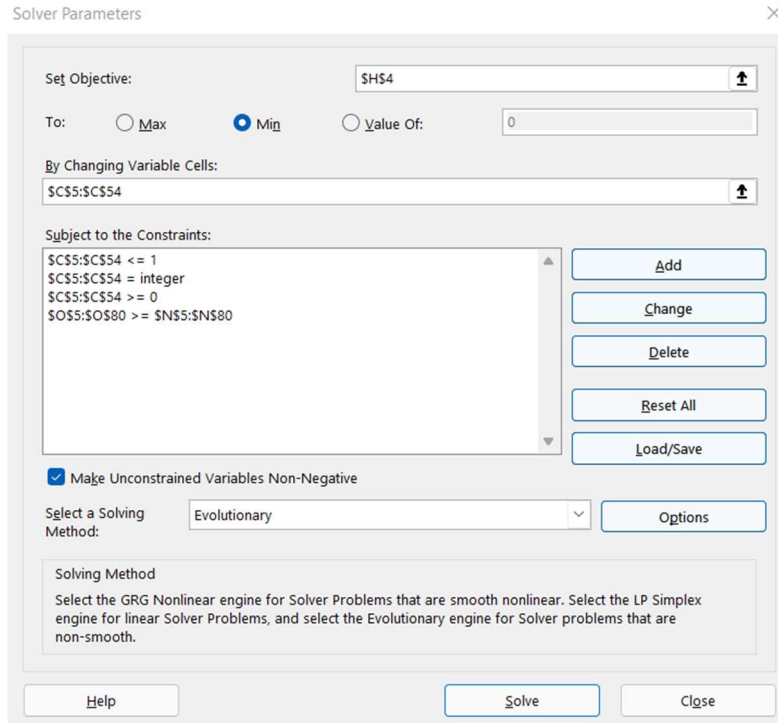 Solver Parameters
Set Objective: $H$4
To: Max Min Value Of: 0
By Changing Variable Cells:
$C$5:$C$54
Subject to the Constraints:
$C$5:$C$54 <= 1
$C$5:$C$54 = integer
$C$5:$C$54 >= 0
$O$5:$O$80 >= $N$5:$N$80
Add
Change
Delete
Reset All
Load/Save
Make Unconstrained Variables Non-Negative
Select a Solving
Method:
Evolutionary
Options
Solving Method
Select the GRG Nonlinear engine for Solver Problems that are smooth nonlinear. Select the LP Simplex
engine for linear Solver Problems, and select the Evolutionary engine for Solver problems that are
non-smooth.
Help Solve Close